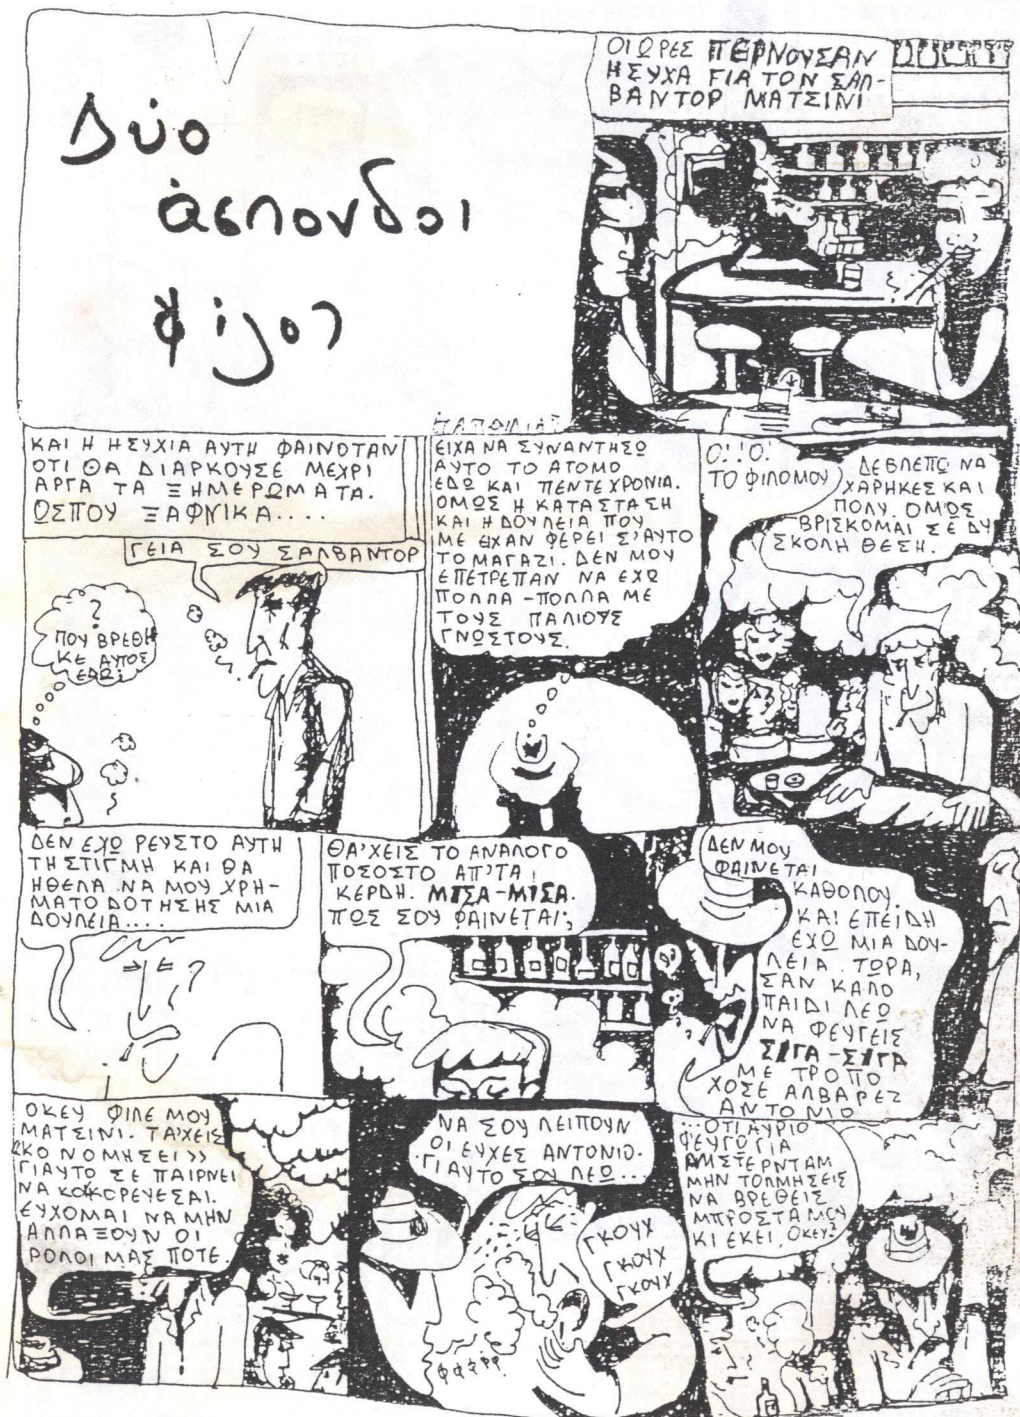 Δύο
άσπονδοι
φίλοι
ΟΙ ΩΡΕΣ ΠΕΡΝΟΥΣΑΝ
ΗΣΥΧΑ ΓΙΑ ΤΟΝ ΣΑΛ-
ΒΑΝΤΟΡ ΜΑΤΣΙΝΙ
ΚΑΙ Η ΗΣΥΧΙΑ ΑΥΤΗ ΦΑΙΝΟΤΑΝ
ΟΤΙ ΘΑ ΔΙΑΡΚΟΥΣΕ ΜΕΧΡΙ
ΑΡΓΑ ΤΑ ΞΗΜΕΡΩΜΑΤΑ.
ΩΣΠΟΥ ΞΑΦΝΙΚΑ....
ΓΕΙΑ ΣΟΥ ΣΑΛΒΑΝΤΟΡ
?
ΠΟΥ ΒΡΕΘΗ
ΚΕ ΑΥΤΟΣ
ΕΔΩ;
ΕΙΧΑ ΝΑ ΣΥΝΑΝΤΗΣΩ
ΑΥΤΟ ΤΟ ΑΤΟΜΟ
ΕΔΩ ΚΑΙ ΠΕΝΤΕ ΧΡΟΝΙΑ.
ΟΜΩΣ Η ΚΑΤΑΣΤΑΣΗ
ΚΑΙ Η ΔΟΥΛΕΙΑ ΠΟΥ
ΜΕ ΕΙΧΑΝ ΦΕΡΕΙ Σ'ΑΥΤΟ
ΤΟ ΜΑΓΑΖΙ. ΔΕΝ ΜΟΥ
ΕΠΕΤΡΕΠΑΝ ΝΑ ΕΧΩ
ΠΟΛΛΑ-ΠΟΛΛΑ ΜΕ
ΤΟΥΣ ΠΑΛΙΟΥΣ
ΓΝΩΣΤΟΥΣ.
Ο!!Ο!
ΤΟ ΦΙΛΟ ΜΟΥ
ΔΕ ΒΛΕΠΩ ΝΑ
ΧΑΡΗΚΕΣ ΚΑΙ
ΠΟΛΥ. ΟΜΩΣ
ΒΡΙΣΚΟΜΑΙ ΣΕ ΔΥ
ΣΚΟΛΗ ΘΕΣΗ.
ΔΕΝ ΕΧΩ ΡΕΥΣΤΟ ΑΥΤΗ
ΤΗ ΣΤΙΓΜΗ ΚΑΙ ΘΑ
ΗΘΕΛΑ ΝΑ ΜΟΥ ΧΡΗ-
ΜΑΤΟΔΟΤΗΣΗΣ ΜΙΑ
ΔΟΥΛΕΙΑ....
ΘΑ'ΧΕΙΣ ΤΟ ΑΝΑΛΟΓΟ
ΠΟΣΟΣΤΟ ΑΠ'ΤΑ
ΚΕΡΔΗ. ΜΙΣΑ-ΜΙΣΑ.
ΠΩΣ ΣΟΥ ΦΑΙΝΕΤΑΙ;
ΔΕΝ ΜΟΥ
ΦΑΙΝΕΤΑΙ
ΚΑΘΟΛΟΥ.
ΚΑΙ ΕΠΕΙΔΗ
ΕΧΩ ΜΙΑ ΔΟΥ-
ΛΕΙΑ ΤΩΡΑ,
ΣΑΝ ΚΑΛΟ
ΠΑΙΔΙ ΛΕΩ
ΝΑ ΦΕΥΓΕΙΣ
ΣΙΓΑ-ΣΙΓΑ
ΜΕ ΤΡΟΠΟ
ΧΟΣΕ ΑΛΒΑΡΕΖ
ΑΝΤΟΝΙΟ
ΟΚΕΥ ΦΙΛΕ ΜΟΥ
ΜΑΤΣΙΝΙ. ΤΑ'ΧΕΙΣ
«ΚΟΝΟΜΗΣΕΙ»
ΓΙΑΥΤΟ ΣΕ ΠΑΙΡΝΕΙ
ΝΑ ΚΟΚΟΡΕΥΕΣΑΙ.
ΕΥΧΟΜΑΙ ΝΑ ΜΗΝ
ΑΛΛΑΞΟΥΝ ΟΙ
ΡΟΛΟΙ ΜΑΣ ΠΟΤΕ.
ΝΑ ΣΟΥ ΛΕΙΠΟΥΝ
ΟΙ ΕΥΧΕΣ ΑΝΤΟΝΙΟ.
ΓΙΑΥΤΟ ΣΟΥ ΛΕΩ...
ΓΚΟΥΧ
ΓΚΟΥΧ
ΓΚΟΥΧ
...ΟΤΙ ΑΥΡΙΟ
ΦΕΥΓΩ ΓΙΑ
ΑΜΣΤΕΡΝΤΑΜ
ΜΗΝ ΤΟΛΜΗΣΕΙΣ
ΝΑ ΒΡΕΘΕΙΣ
ΜΠΡΟΣΤΑ ΜΟΥ
ΚΙ ΕΚΕΙ, ΟΚΕΥ?